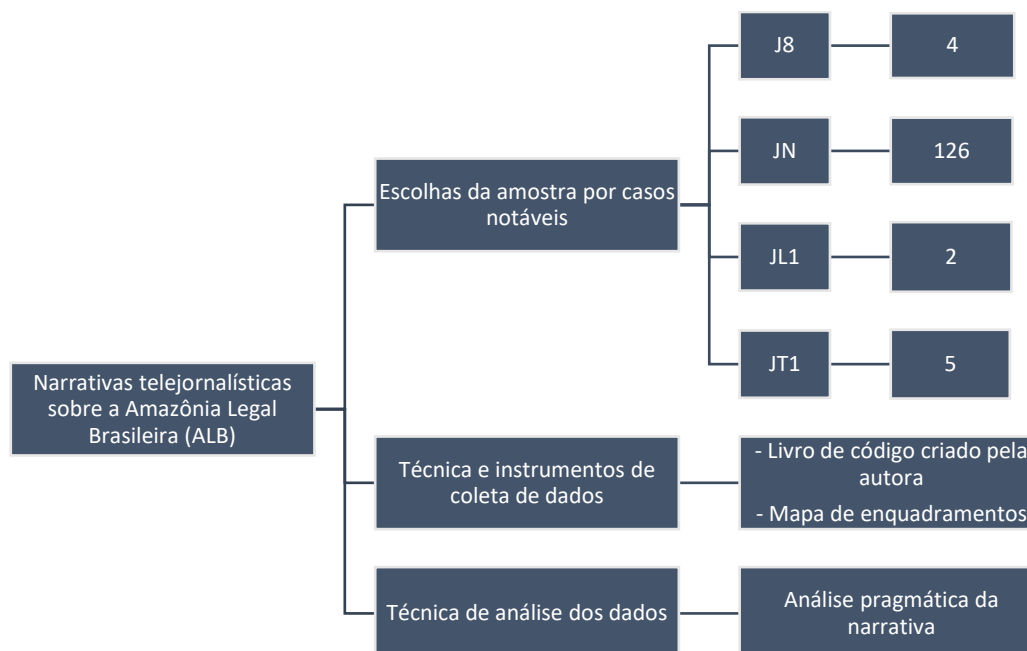 Narrativas telejornalísticas
sobre a Amazônia Legal
Brasileira (ALB)
Escolhas da amostra por casos
notáveis
J8
4
JN
126
JL1
2
JT1
5
Técnica e instrumentos de
coleta de dados
- Livro de código criado pela
autora
- Mapa de enquadramentos
Técnica de análise dos dados
Análise pragmática da
narrativa